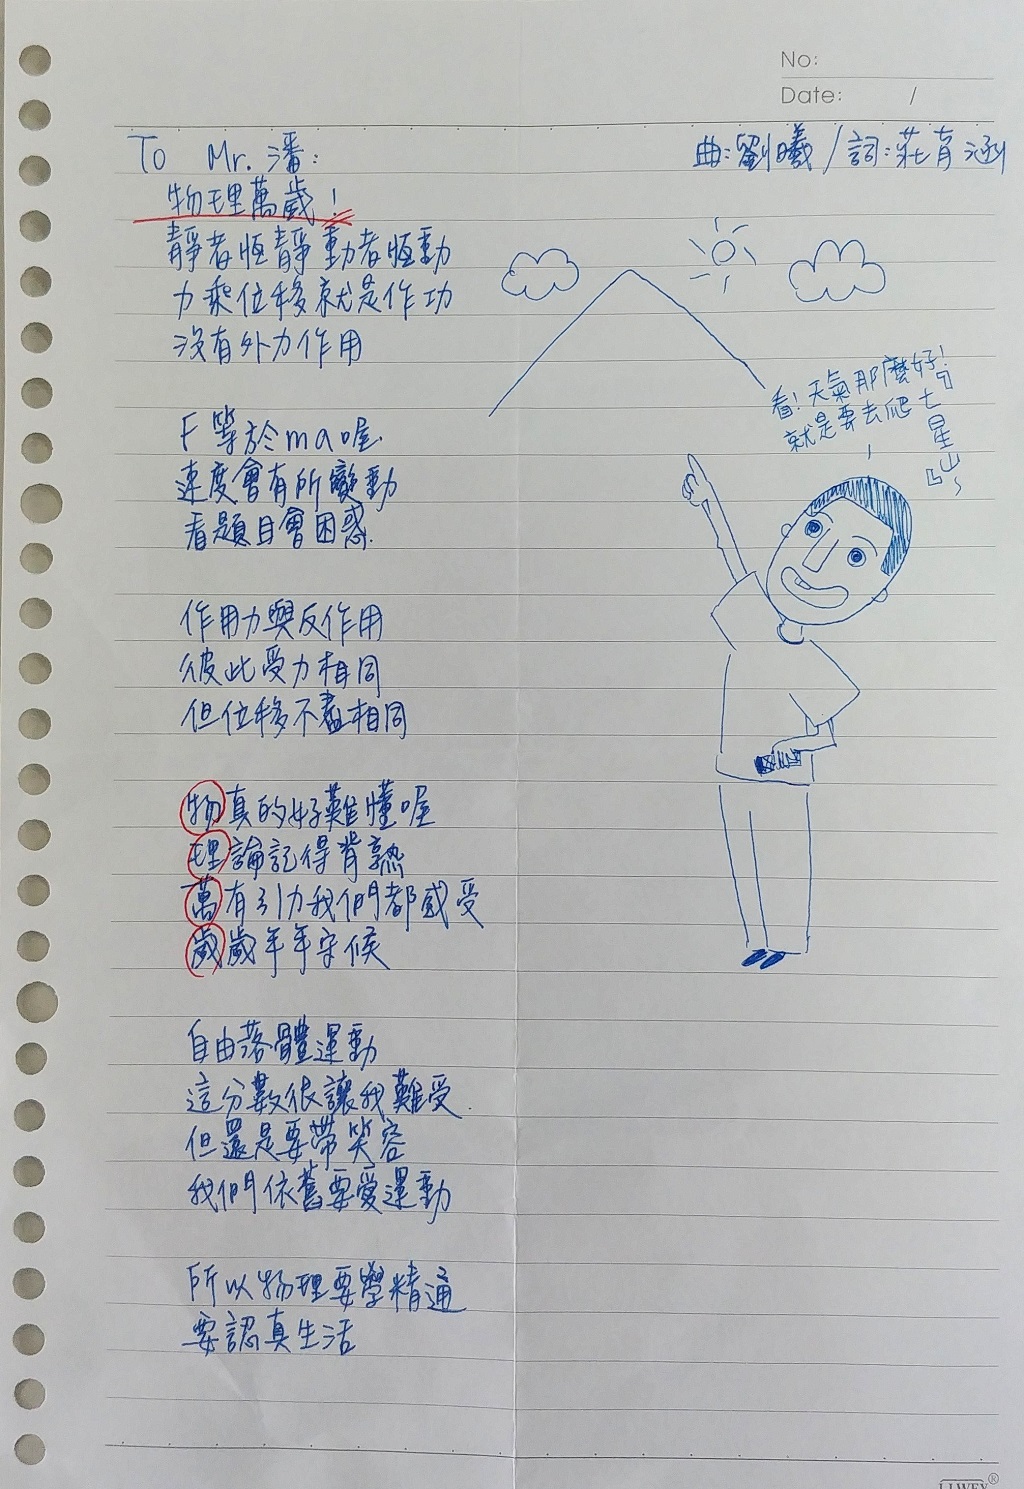 No:
Date: /
To Mr. 潘:
曲:劉曦/詞:莊育涵
物理萬歲!
靜者恆靜動者恆動
力乘位移就是作功
沒有外力作用
看!天氣那麼好!
就是要去爬七星山ㄅ
F等於ma喔
速度會有所變動
看題目會困惑
作用力與反作用
彼此受力相同
但位移不盡相同
物真的好難懂喔
理論記得背熟
萬有引力我們都感受
歲歲年年守候
自由落體運動
這分數很讓我難受
但還是要帶笑容
我們依舊要愛運動
所以物理要學精通
要認真生活